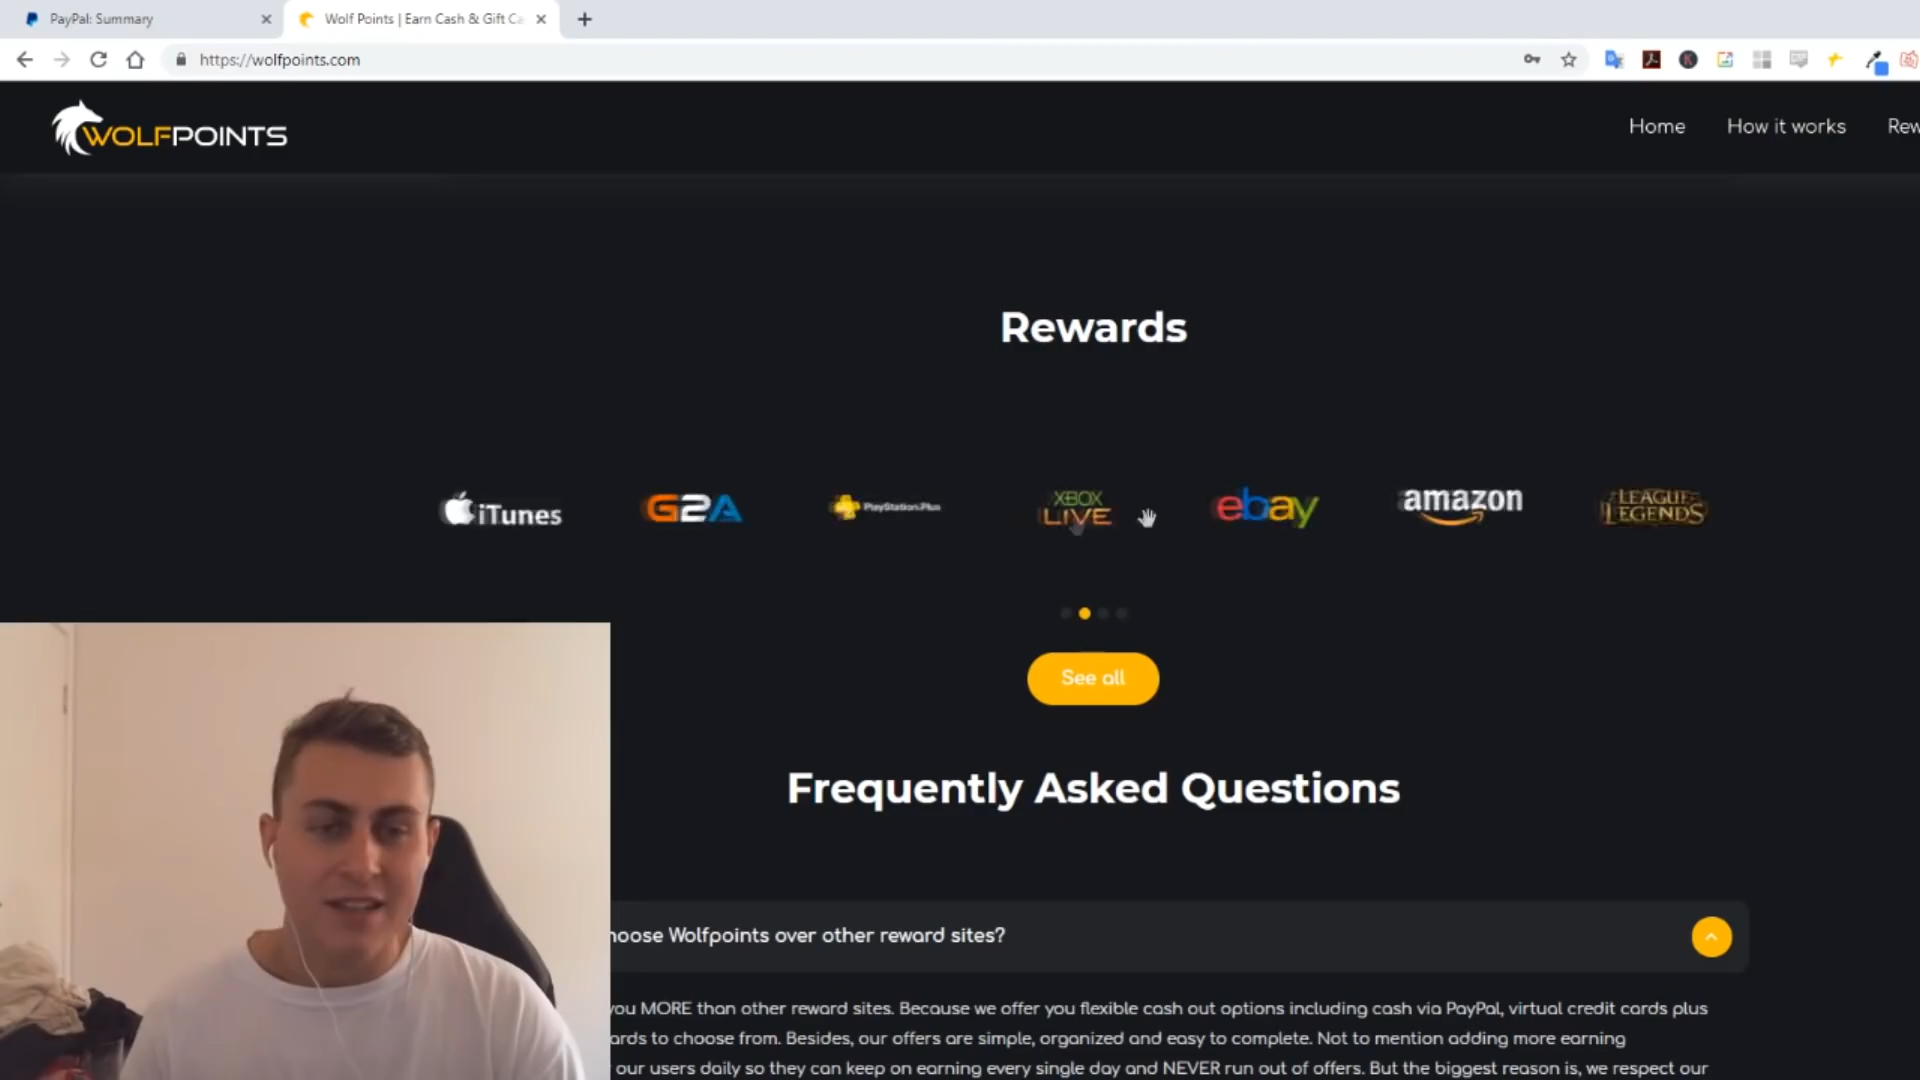 PayPal: Summary
Wolf Points | Earn Cash & Gift Ca
https://wolfpoints.com
WOLFPOINTS
Home
How it works
Rew
Rewards
iTunes
G2A
PlayStation.Plus
XBOX LIVE
ebay
amazon
LEAGUE OF LEGENDS
See all
Frequently Asked Questions
hoose Wolfpoints over other reward sites?
you MORE than other reward sites. Because we offer you flexible cash out options including cash via PayPal, virtual credit cards plus
ards to choose from. Besides, our offers are simple, organized and easy to complete. Not to mention adding more earning
our users daily so they can keep on earning every single day and NEVER run out of offers. But the biggest reason is, we respect our